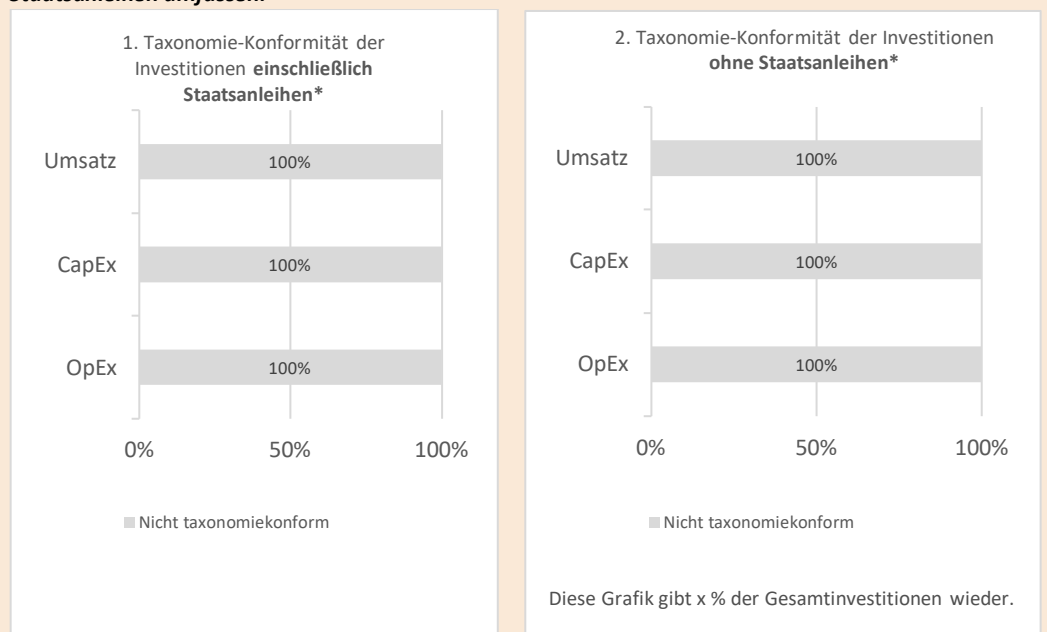 Staatsanleihen umfassen.
1. Taxonomie-Konformität der
Investitionen einschließlich
Staatsanleihen*
Umsatz
100%
CapEx
100%
OpEx
100%
0% 50% 100%
Nicht taxonomiekonform
2. Taxonomie-Konformität der Investitionen
ohne Staatsanleihen*
Umsatz
100%
CapEx
100%
OpEx
100%
0% 50% 100%
Nicht taxonomiekonform
Diese Grafik gibt x % der Gesamtinvestitionen wieder.